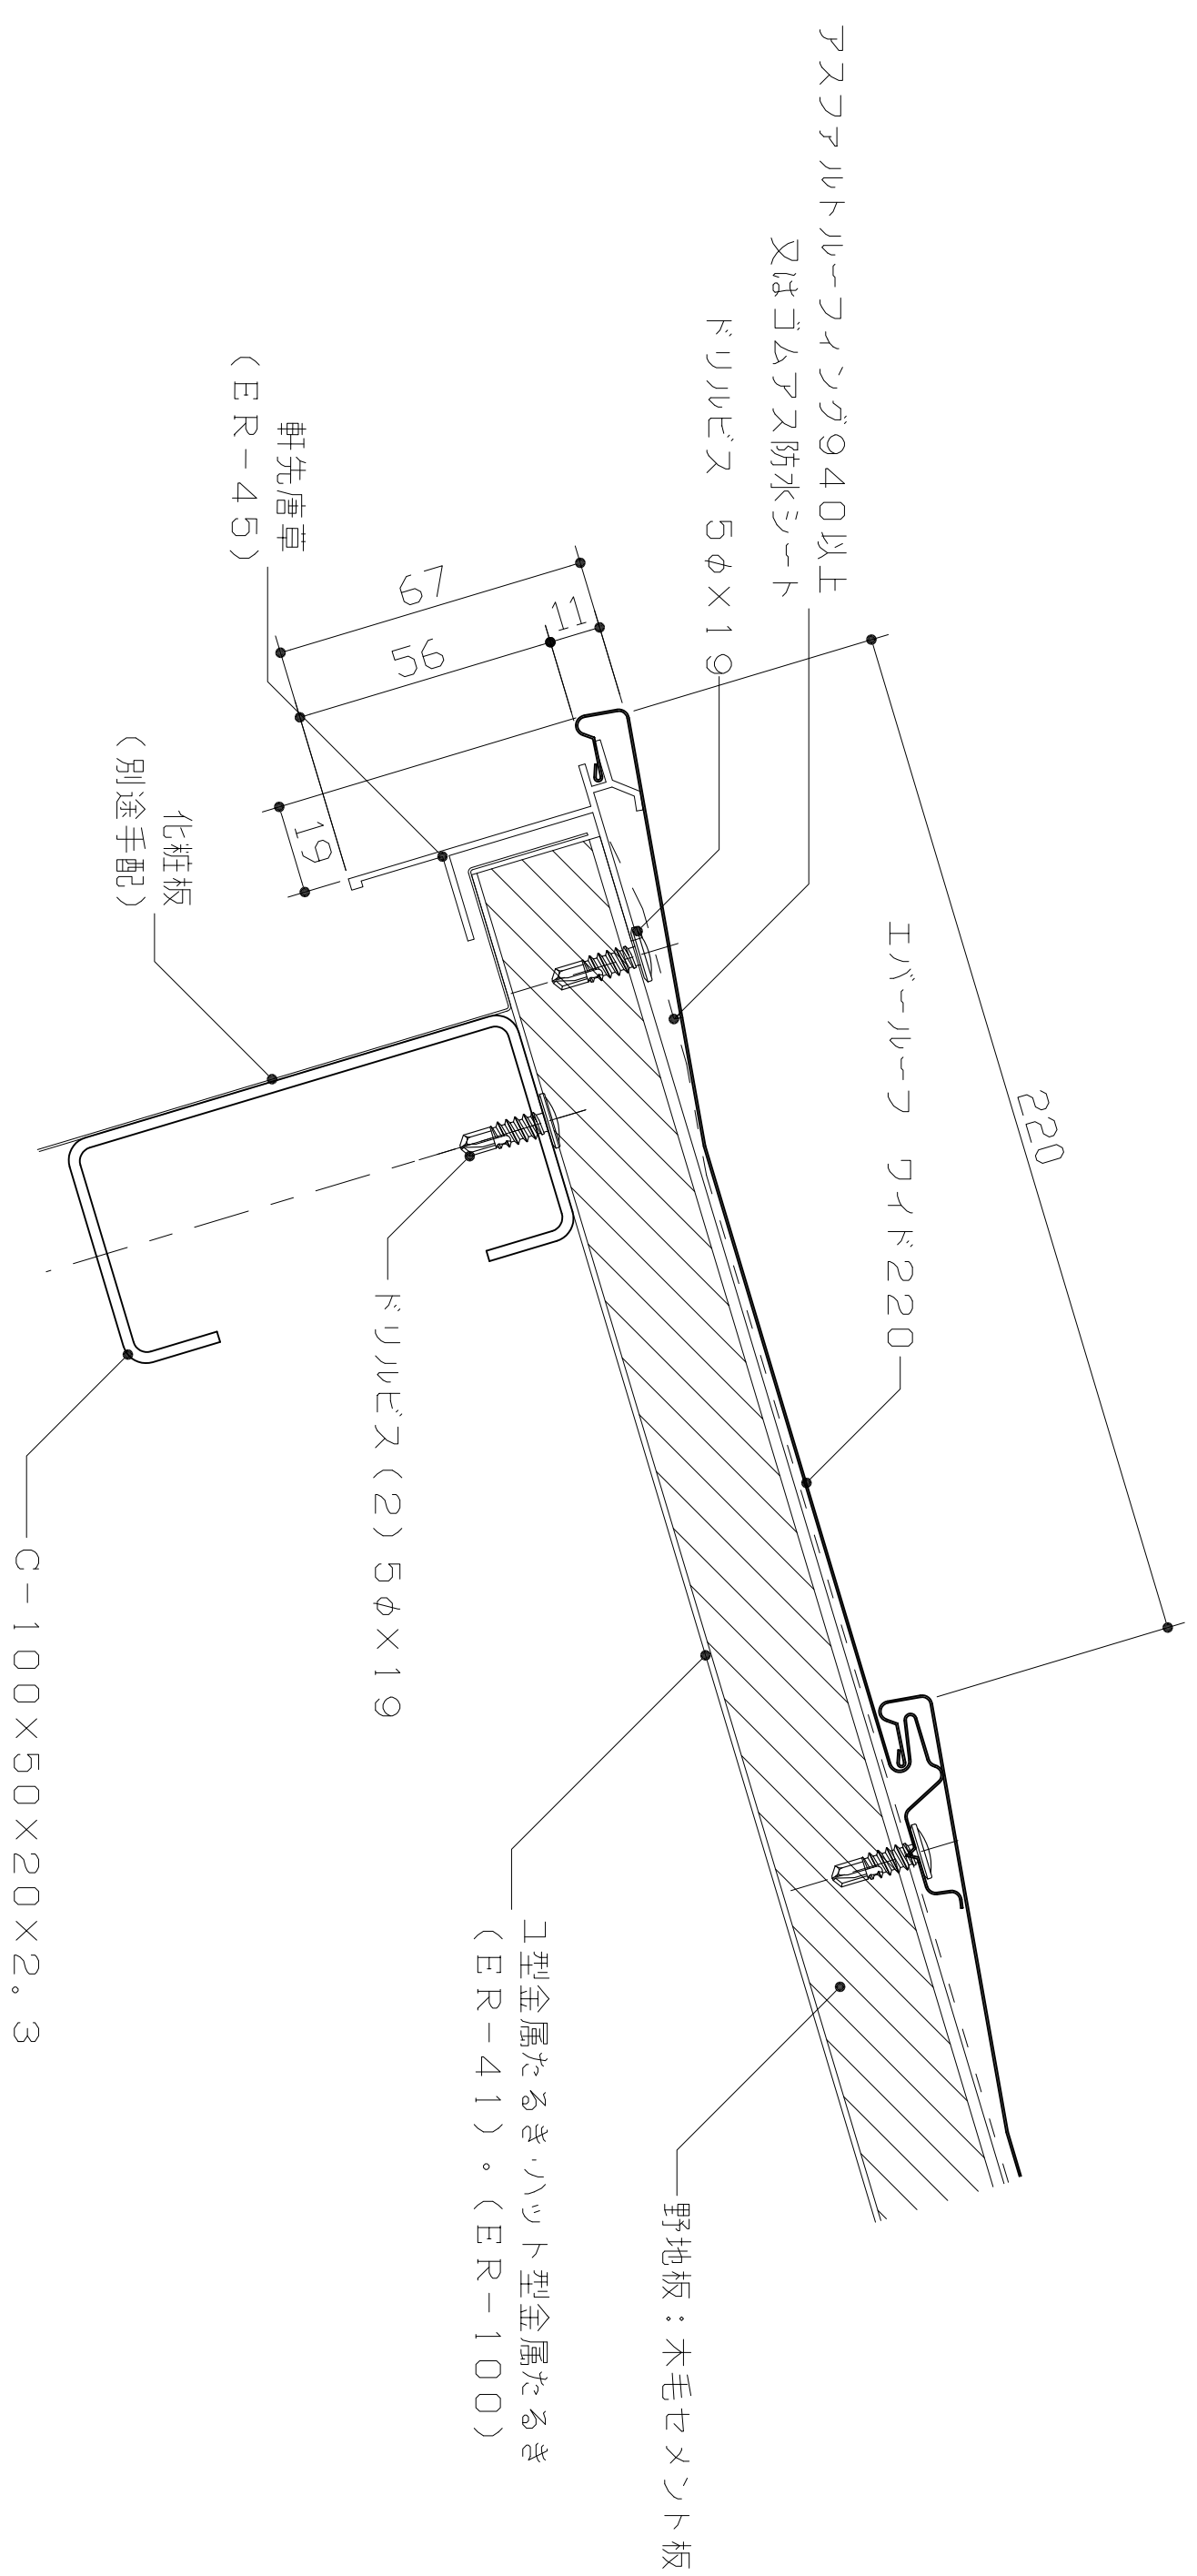 アスファルトルーフィング940以上
又はゴムアス防水シート
ドリルビス 5φ×19
エバールーフ ワイド220
220
67
11
56
19
軒先唐草
(ER-45)
化粧板
(別途手配)
ドリルビス(2)5φ×19
C-100×50×20×2.3
コ型金属たるき・ハット型金属たるき
(ER-41)。(ER-100)
野地板:木毛セメント板